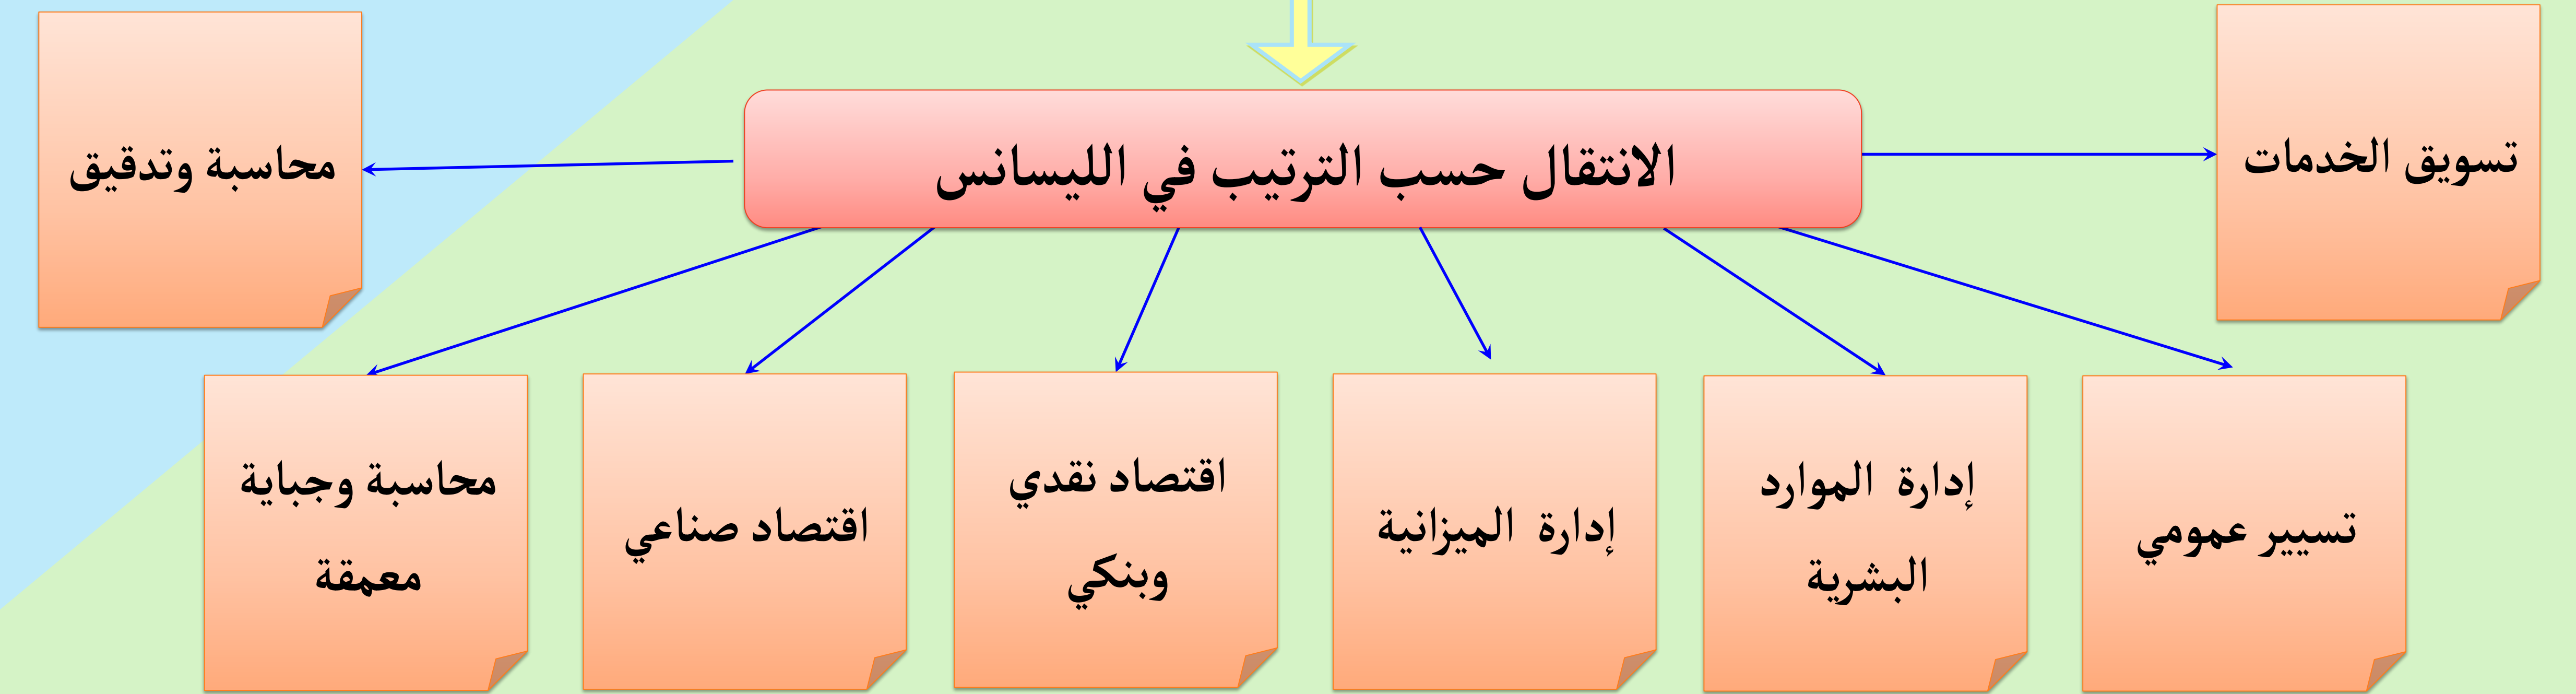 الانتقال حسب الترتيب في الليسانس
تسويق الخدمات
محاسبة وتدقيق
تسيير عمومي
إدارة الموارد
البشرية
إدارة الميزانية
اقتصاد نقدي
وبنكي
اقتصاد صناعي
محاسبة وجباية
معمقة